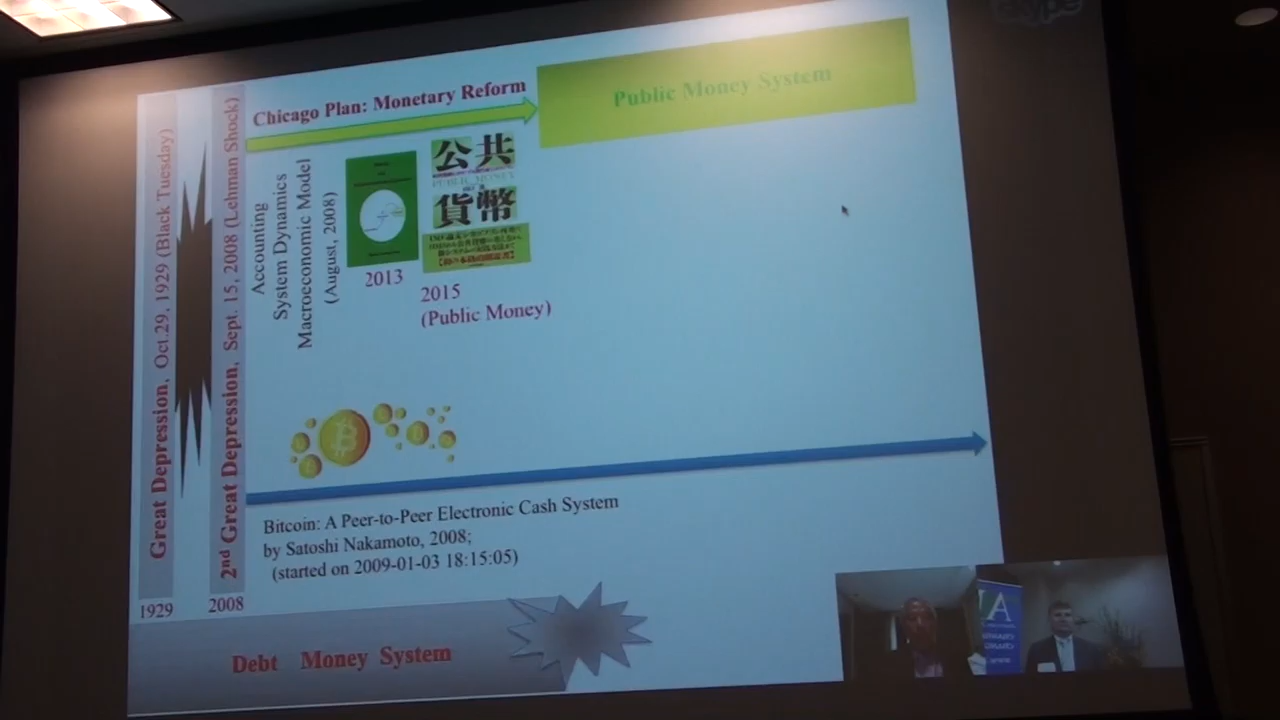 skype
Chicago Plan: Monetary Reform
Public Money System
Great Depression, Oct.29, 1929 (Black Tuesday)
2nd Great Depression, Sept. 15, 2008 (Lehman Shock)
Accounting
System Dynamics
Macroeconomic Model
(August, 2008)
公共
PUBLIC MONEY
貨幣
2013
2015
(Public Money)
Bitcoin: A Peer-to-Peer Electronic Cash System
by Satoshi Nakamoto, 2008;
(started on 2009-01-03 18:15:05)
1929
2008
Debt Money System